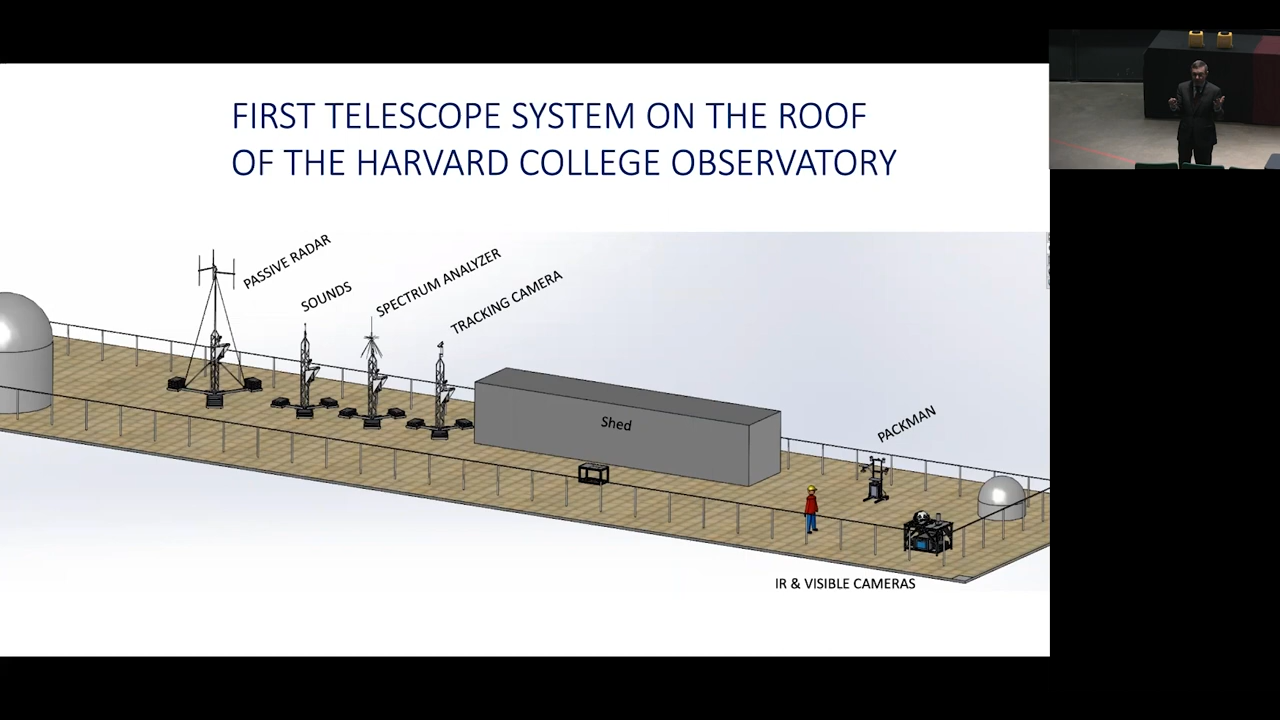 FIRST TELESCOPE SYSTEM ON THE ROOF
OF THE HARVARD COLLEGE OBSERVATORY
PASSIVE RADAR
SOUNDS
SPECTRUM ANALYZER
TRACKING CAMERA
Shed
PACKMAN
IR & VISIBLE CAMERAS